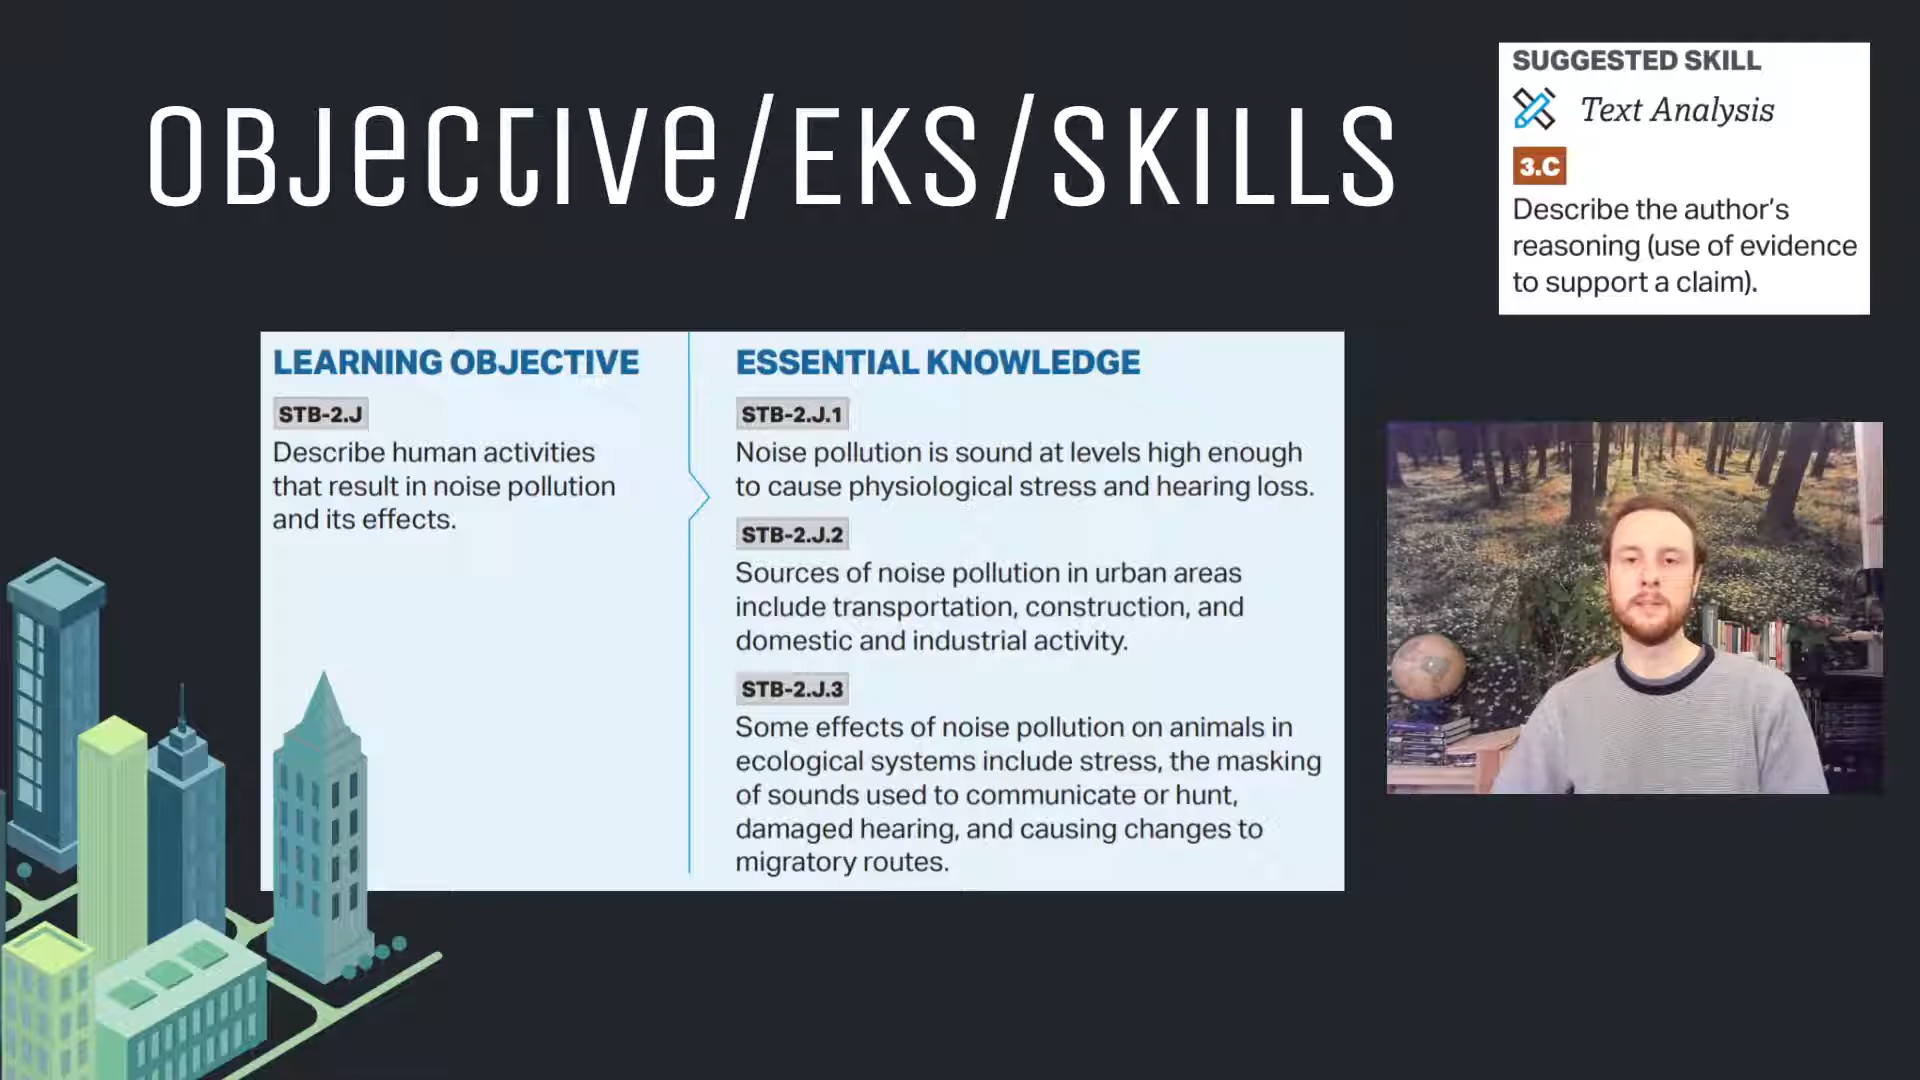 OBJECTIVE/EKS/SKILLS
SUGGESTED SKILL
Text Analysis
3.C
Describe the author's
reasoning (use of evidence
to support a claim).
LEARNING OBJECTIVE
STB-2.J
Describe human activities
that result in noise pollution
and its effects.
ESSENTIAL KNOWLEDGE
STB-2.J.1
Noise pollution is sound at levels high enough
to cause physiological stress and hearing loss.
STB-2.J.2
Sources of noise pollution in urban areas
include transportation, construction, and
domestic and industrial activity.
STB-2.J.3
Some effects of noise pollution on animals in
ecological systems include stress, the masking
of sounds used to communicate or hunt,
damaged hearing, and causing changes to
migratory routes.